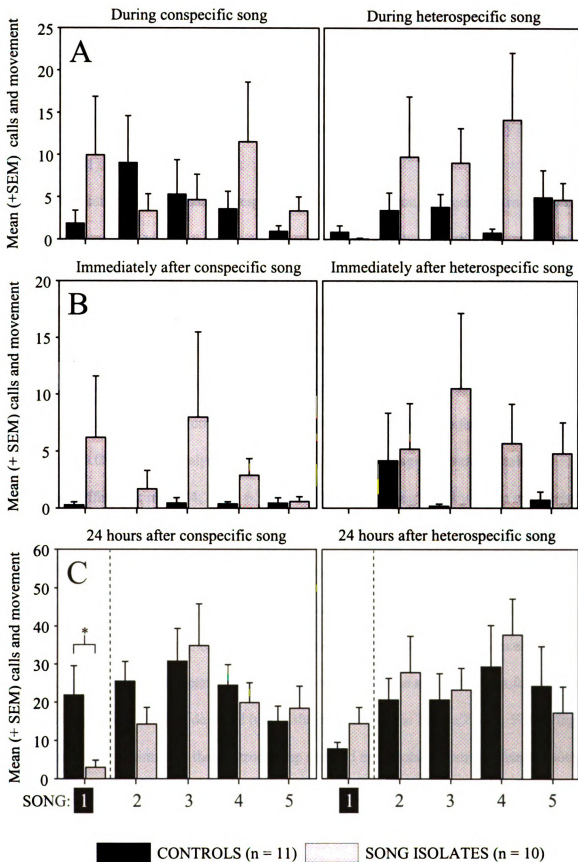 During conspecific song
During heterospecific song
A
Mean (+SEM) calls and movement
25
20
15
10
5
0
Immediately after conspecific song
Immediately after heterospecific song
B
Mean (+ SEM) calls and movement
20
15
10
5
0
24 hours after conspecific song
24 hours after heterospecific song
C
Mean (+ SEM) calls and movement
60
50
40
30
20
10
0
*
SONG: 1 2 3 4 5 1 2 3 4 5
CONTROLS (n = 11) SONG ISOLATES (n = 10)